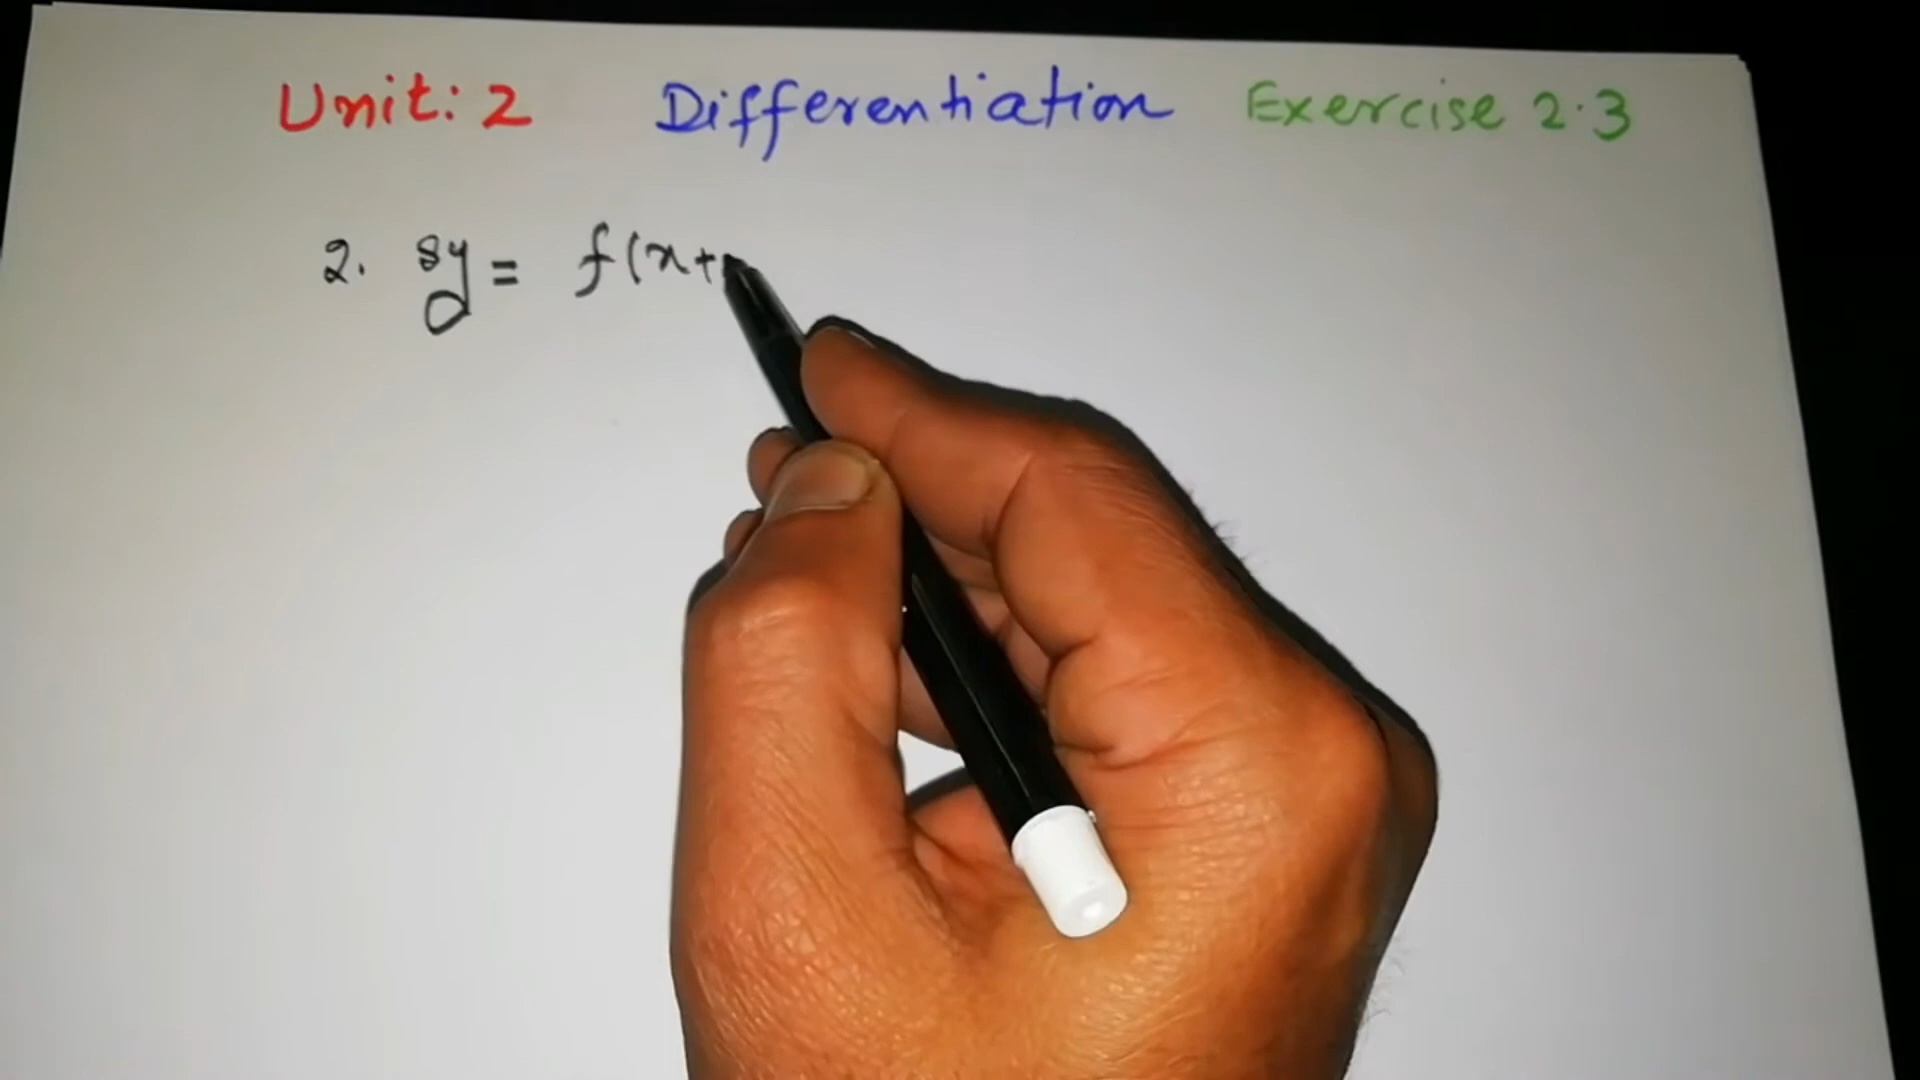 Unit: 2 Differentiation Exercise 2.3
2. δy = f(x+